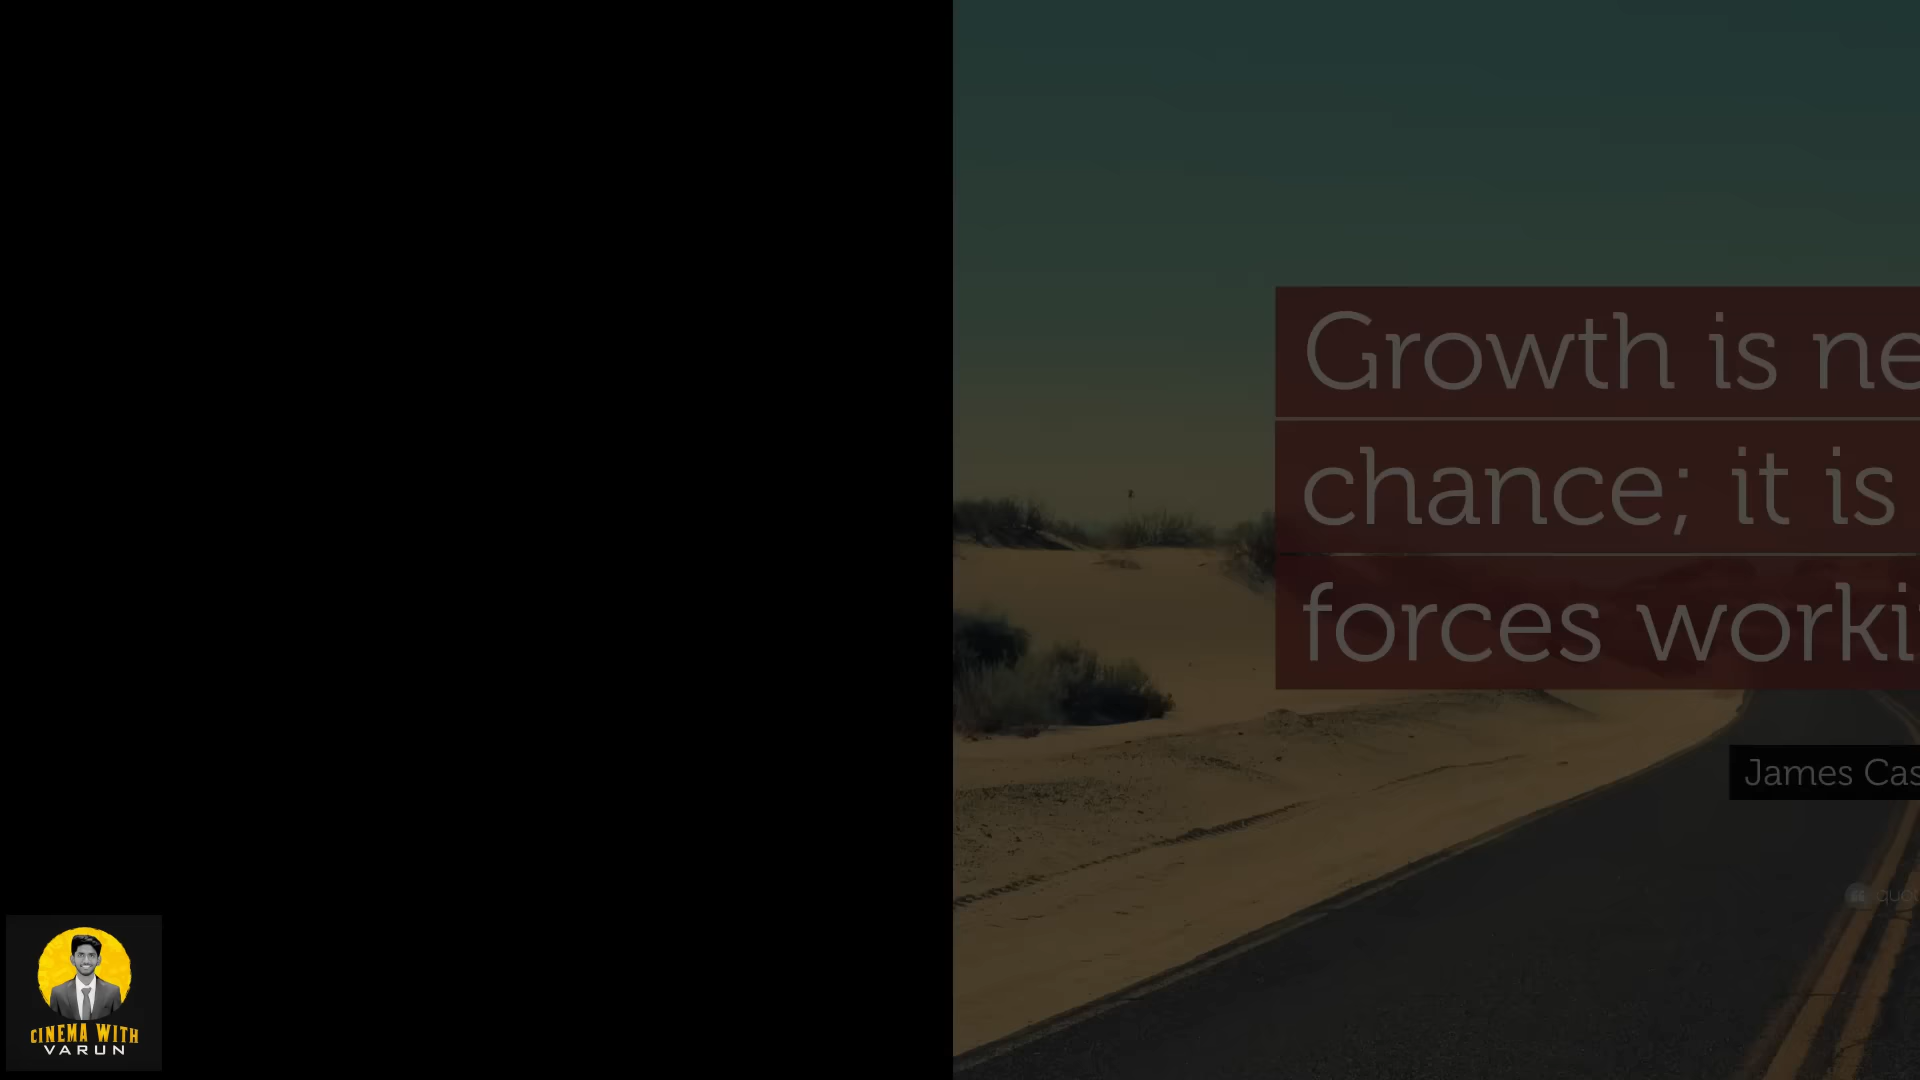 Growth is ne
chance; it is
forces worki
James Cas
CINEMA WITH
VARUN